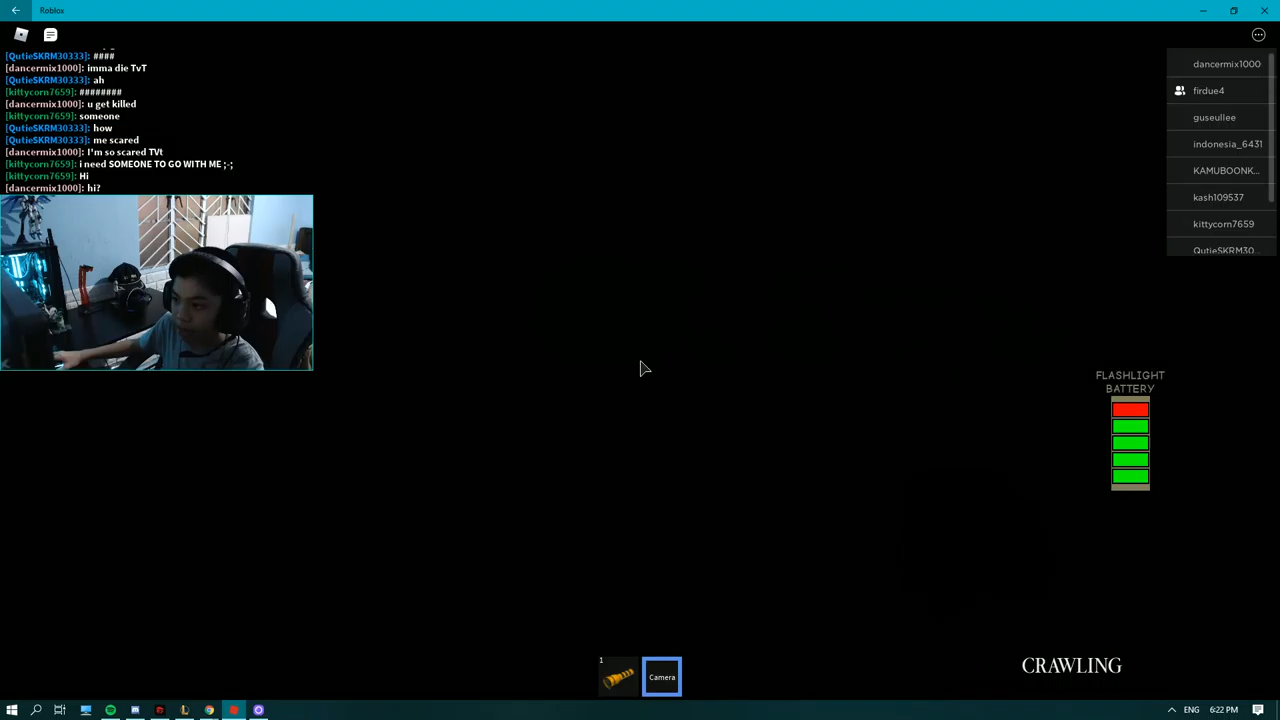 Roblox
[QutieSKRM30333]: ####
[dancermix1000]: imma die TvT
[QutieSKRM30333]: ah
[kittycorn7659]: ########
[dancermix1000]: u get killed
[kittycorn7659]: someone
[QutieSKRM30333]: how
[QutieSKRM30333]: me scared
[dancermix1000]: I'm so scared TVt
[kittycorn7659]: i need SOMEONE TO GO WITH ME ;-;
[kittycorn7659]: Hi
[dancermix1000]: hi?
dancermix1000
firdue4
guseullee
indonesia_6431
KAMUBOONK...
kash109537
kittycorn7659
QutieSKRM30...
FLASHLIGHT
BATTERY
CRAWLING
1
Camera
ENG
6:22 PM